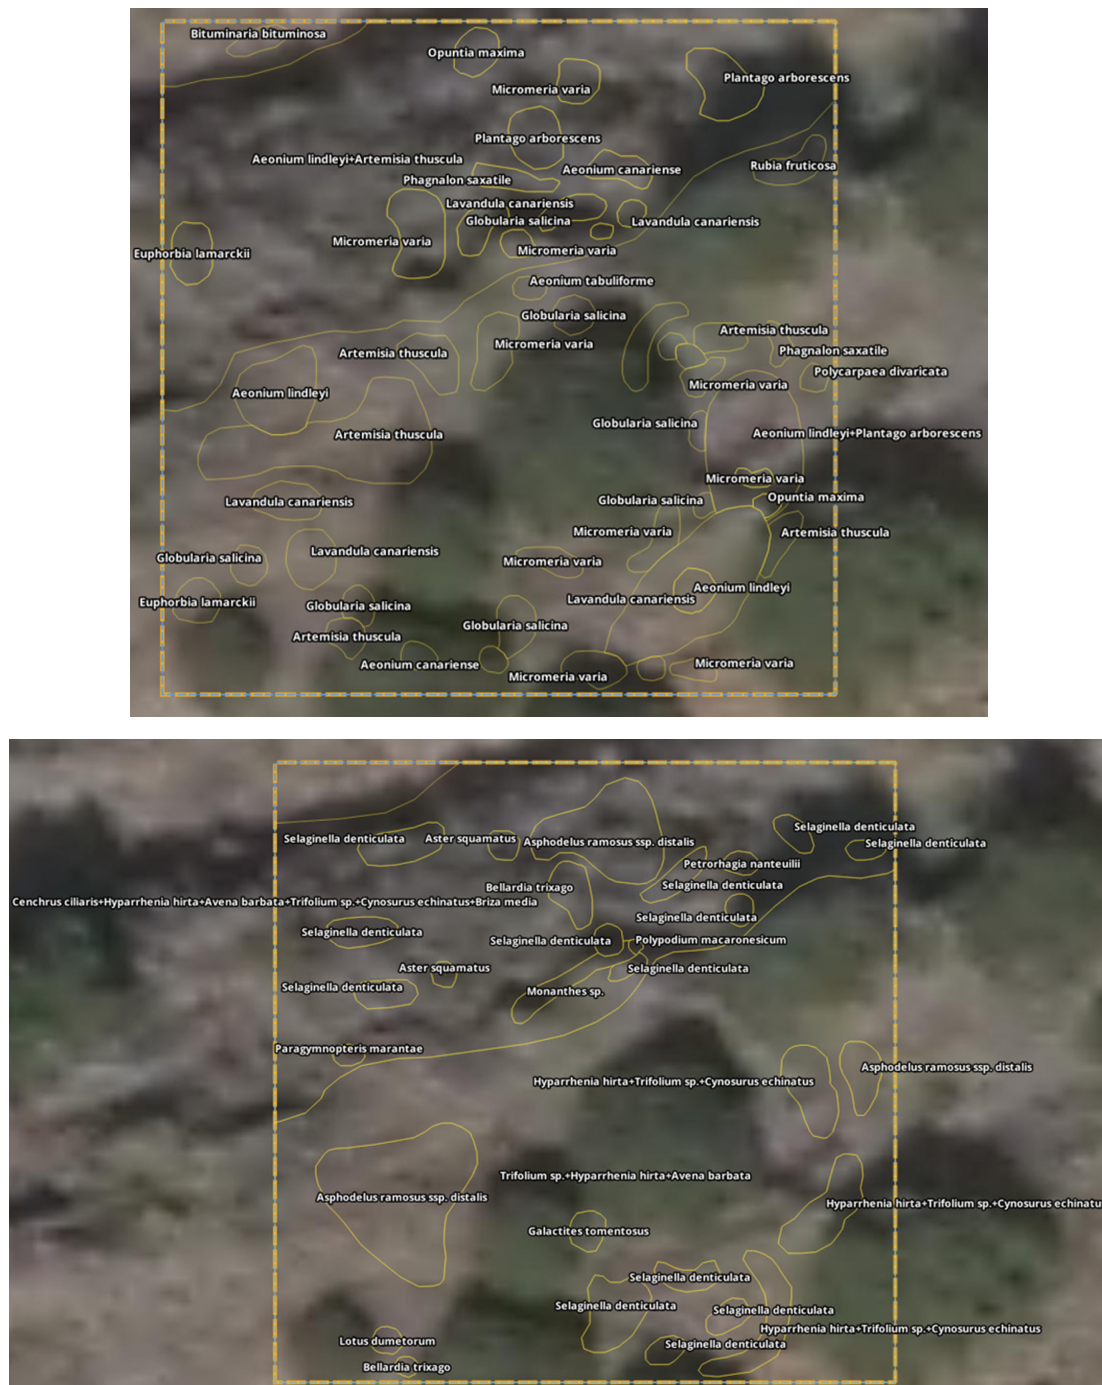 Bituminaria bituminosa
Opuntia maxima
Plantago arborescens
Micromeria varia
Plantago arborescens
Aeonium lindleyi+Artemisia thuscula
Rubia fruticosa
Aeonium canariense
Phagnalon saxatile
Lavandula canariensis
Globularia salicina
Lavandula canariensis
Micromeria varia
Micromeria varia
Euphorbia lamarckii
Aeonium tabuliforme
Globularia salicina
Artemisia thuscula
Micromeria varia
Phagnalon saxatile
Artemisia thuscula
Polycarpaea divaricata
Micromeria varia
Aeonium lindleyi
Globularia salicina
Aeonium lindleyi+Plantago arborescens
Artemisia thuscula
Micromeria varia
Opuntia maxima
Lavandula canariensis
Globularia salicina
Micromeria varia
Artemisia thuscula
Lavandula canariensis
Globularia salicina
Micromeria varia
Aeonium lindleyi
Euphorbia lamarckii
Lavandula canariensis
Globularia salicina
Globularia salicina
Artemisia thuscula
Aeonium canariense
Micromeria varia
Micromeria varia
Selaginella denticulata
Selaginella denticulata
Aster squamatus
Asphodelus ramosus ssp. distalis
Selaginella denticulata
Petrorhagia nanteuilii
Bellardia trixago
Selaginella denticulata
Cenchrus ciliaris+Hyparrhenia hirta+Avena barbata+Trifolium sp.+Cynosurus echinatus+Briza media
Selaginella denticulata
Selaginella denticulata
Selaginella denticulata
Polypodium macaronesicum
Aster squamatus
Selaginella denticulata
Selaginella denticulata
Monanthes sp.
Paragymnopteris marantae
Asphodelus ramosus ssp. distalis
Hyparrhenia hirta+Trifolium sp.+Cynosurus echinatus
Trifolium sp.+Hyparrhenia hirta+Avena barbata
Asphodelus ramosus ssp. distalis
Hyparrhenia hirta+Trifolium sp.+Cynosurus echinatu
Galactites tomentosus
Selaginella denticulata
Selaginella denticulata
Selaginella denticulata
Hyparrhenia hirta+Trifolium sp.+Cynosurus echinatus
Lotus dumetorum
Selaginella denticulata
Bellardia trixago